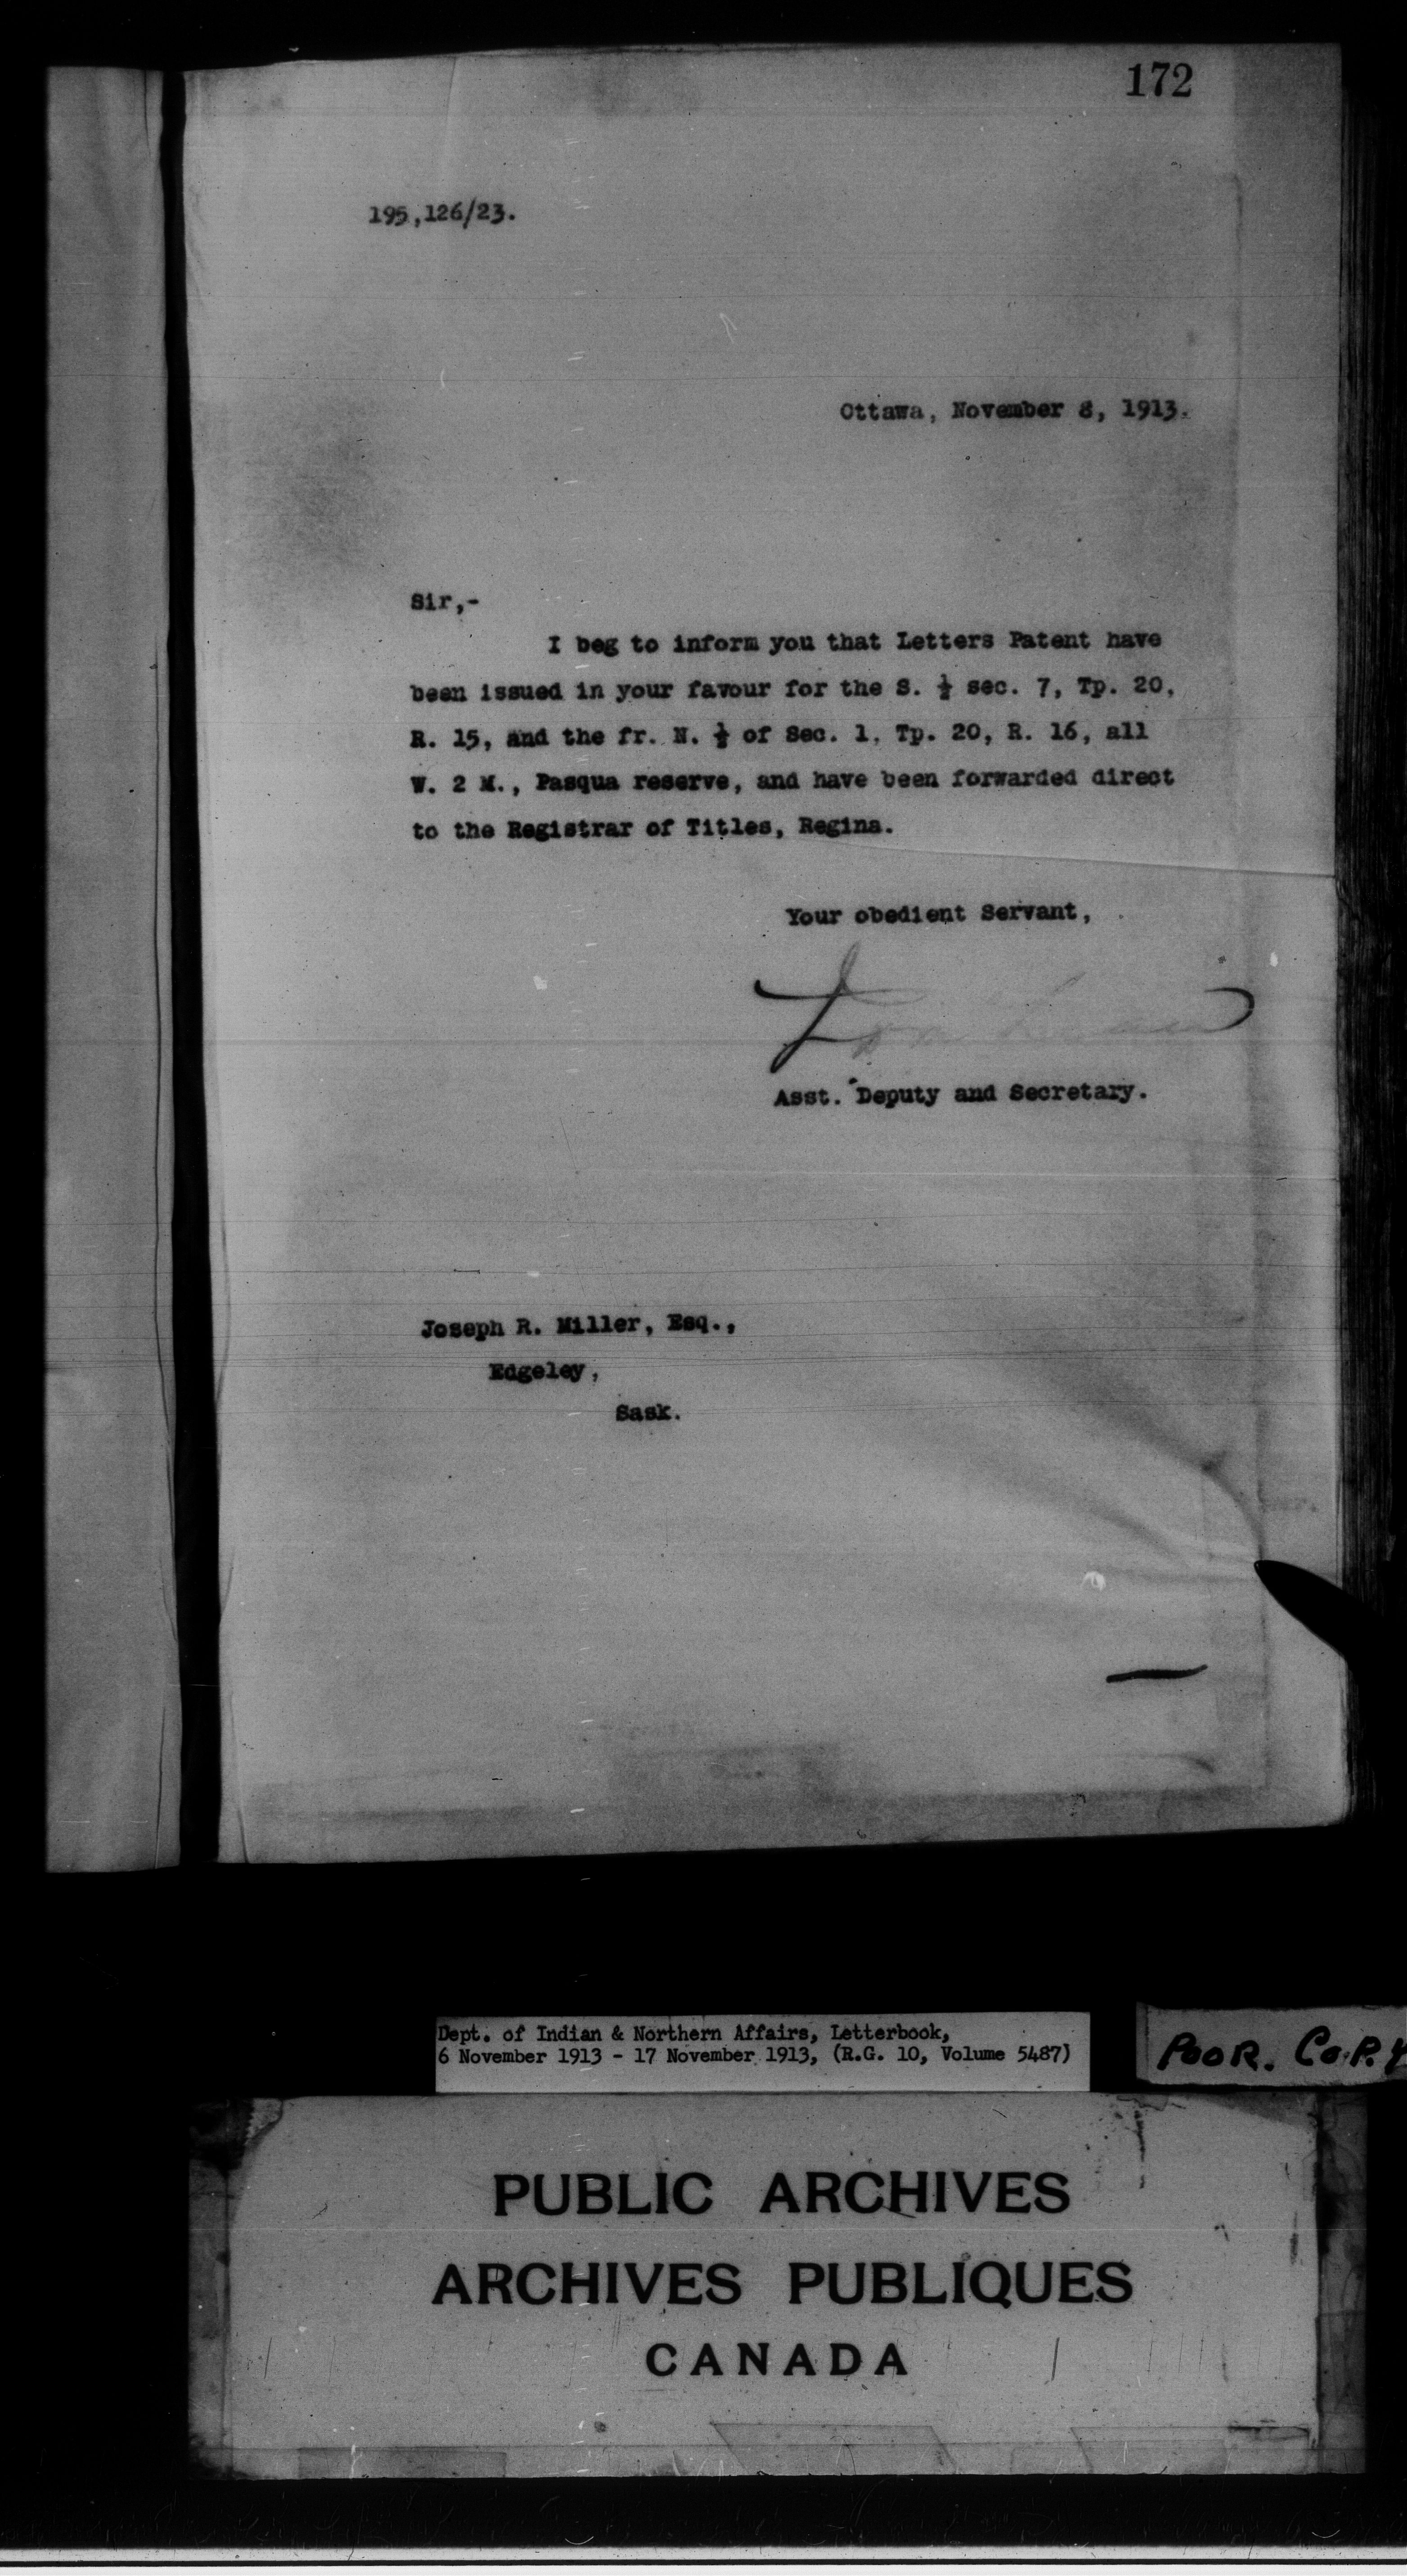 172
195,126/23.
Ottawa, November 8, 1913.
Sir,-
I beg to inform you that Letters Patent have
been issued in your favour for the S. ½ sec. 7, Tp. 20,
R. 15, and the fr. N. ½ of Sec. 1, Tp. 20, R. 16, all
W. 2 M., Pasqua reserve, and have been forwarded direct
to the Registrar of Titles, Regina.
Your obedient Servant,
Asst. Deputy and Secretary.
Joseph R. Miller, Esq.,
Edgeley,
Sask.
Dept. of Indian & Northern Affairs, Letterbook,
6 November 1913 - 17 November 1913, (R.G. 10, Volume 5487)
POOR. COPY
PUBLIC ARCHIVES
ARCHIVES PUBLIQUES
CANADA